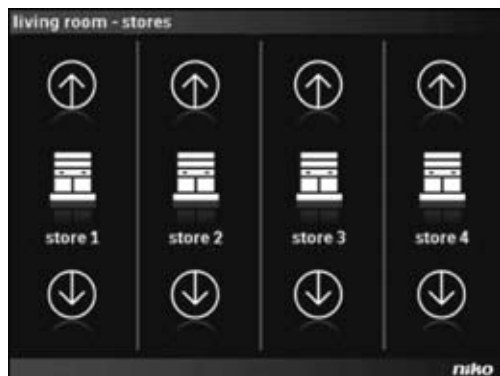 living room - stores
store 1
store 2
store 3
store 4
niko